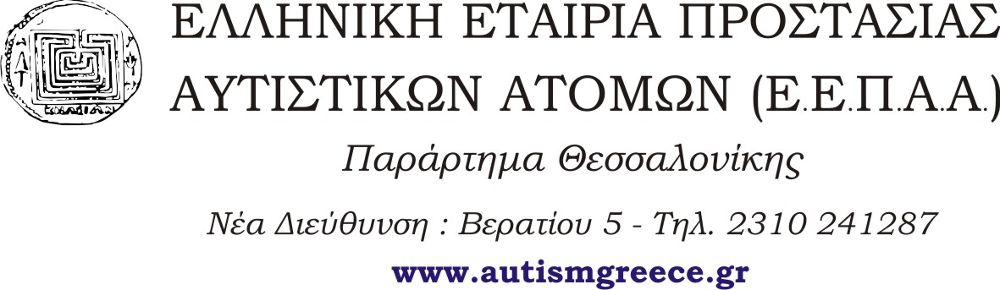 ΕΛΛΗΝΙΚΗ ΕΤΑΙΡΙΑ ΠΡΟΣΤΑΣΙΑΣ
ΑΥΤΙΣΤΙΚΩΝ ΑΤΟΜΩΝ (Ε.Ε.Π.Α.Α.)
Παράρτημα Θεσσαλονίκης
Νέα Διεύθυνση : Βερατίου 5 - Τηλ. 2310 241287
www.autismgreece.gr